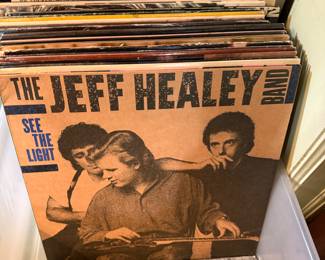 THE JEFF HEALEY BAND
SEE
THE
LIGHT